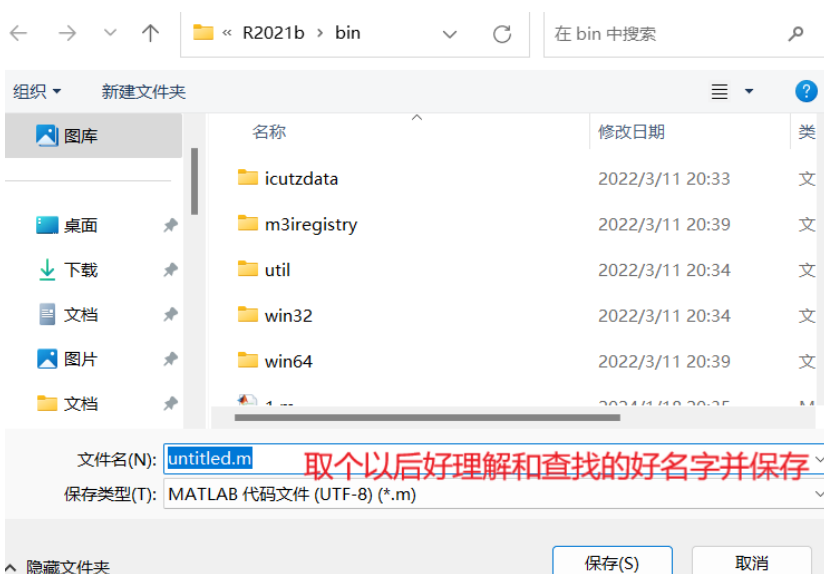 « R2021b › bin
在 bin 中搜索
组织
新建文件夹
?
图库
名称
修改日期
类
icutzdata
2022/3/11 20:33
文
桌面
m3iregistry
2022/3/11 20:39
文
下载
util
2022/3/11 20:34
文
文档
win32
2022/3/11 20:34
文
图片
win64
2022/3/11 20:39
文
文档
文件名(N): untitled.m
取个以后好理解和查找的好名字并保存
保存类型(T): MATLAB 代码文件 (UTF-8) (*.m)
隐藏文件夹
保存(S)
取消